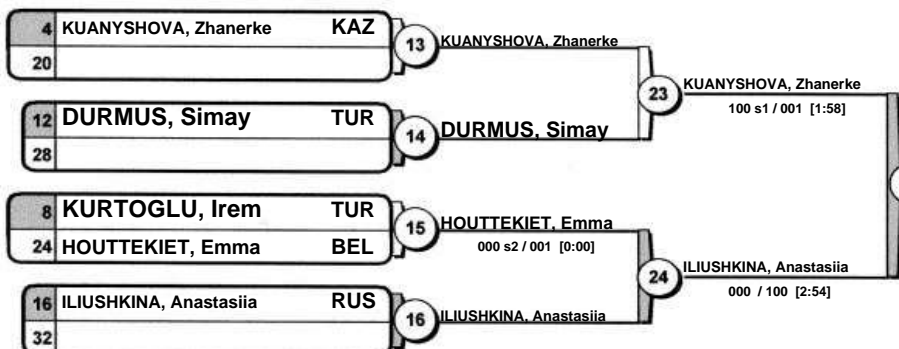 4 KUANYSHOVA, Zhanerke KAZ
20
13
KUANYSHOVA, Zhanerke
12 DURMUS, Simay TUR
28
14
DURMUS, Simay
23
KUANYSHOVA, Zhanerke
100 s1 / 001 [1:58]
8 KURTOGLU, Irem TUR
24 HOUTTEKIET, Emma BEL
15
HOUTTEKIET, Emma
000 s2 / 001 [0:00]
16 ILIUSHKINA, Anastasiia RUS
32
16
ILIUSHKINA, Anastasiia
24
ILIUSHKINA, Anastasiia
000 / 100 [2:54]